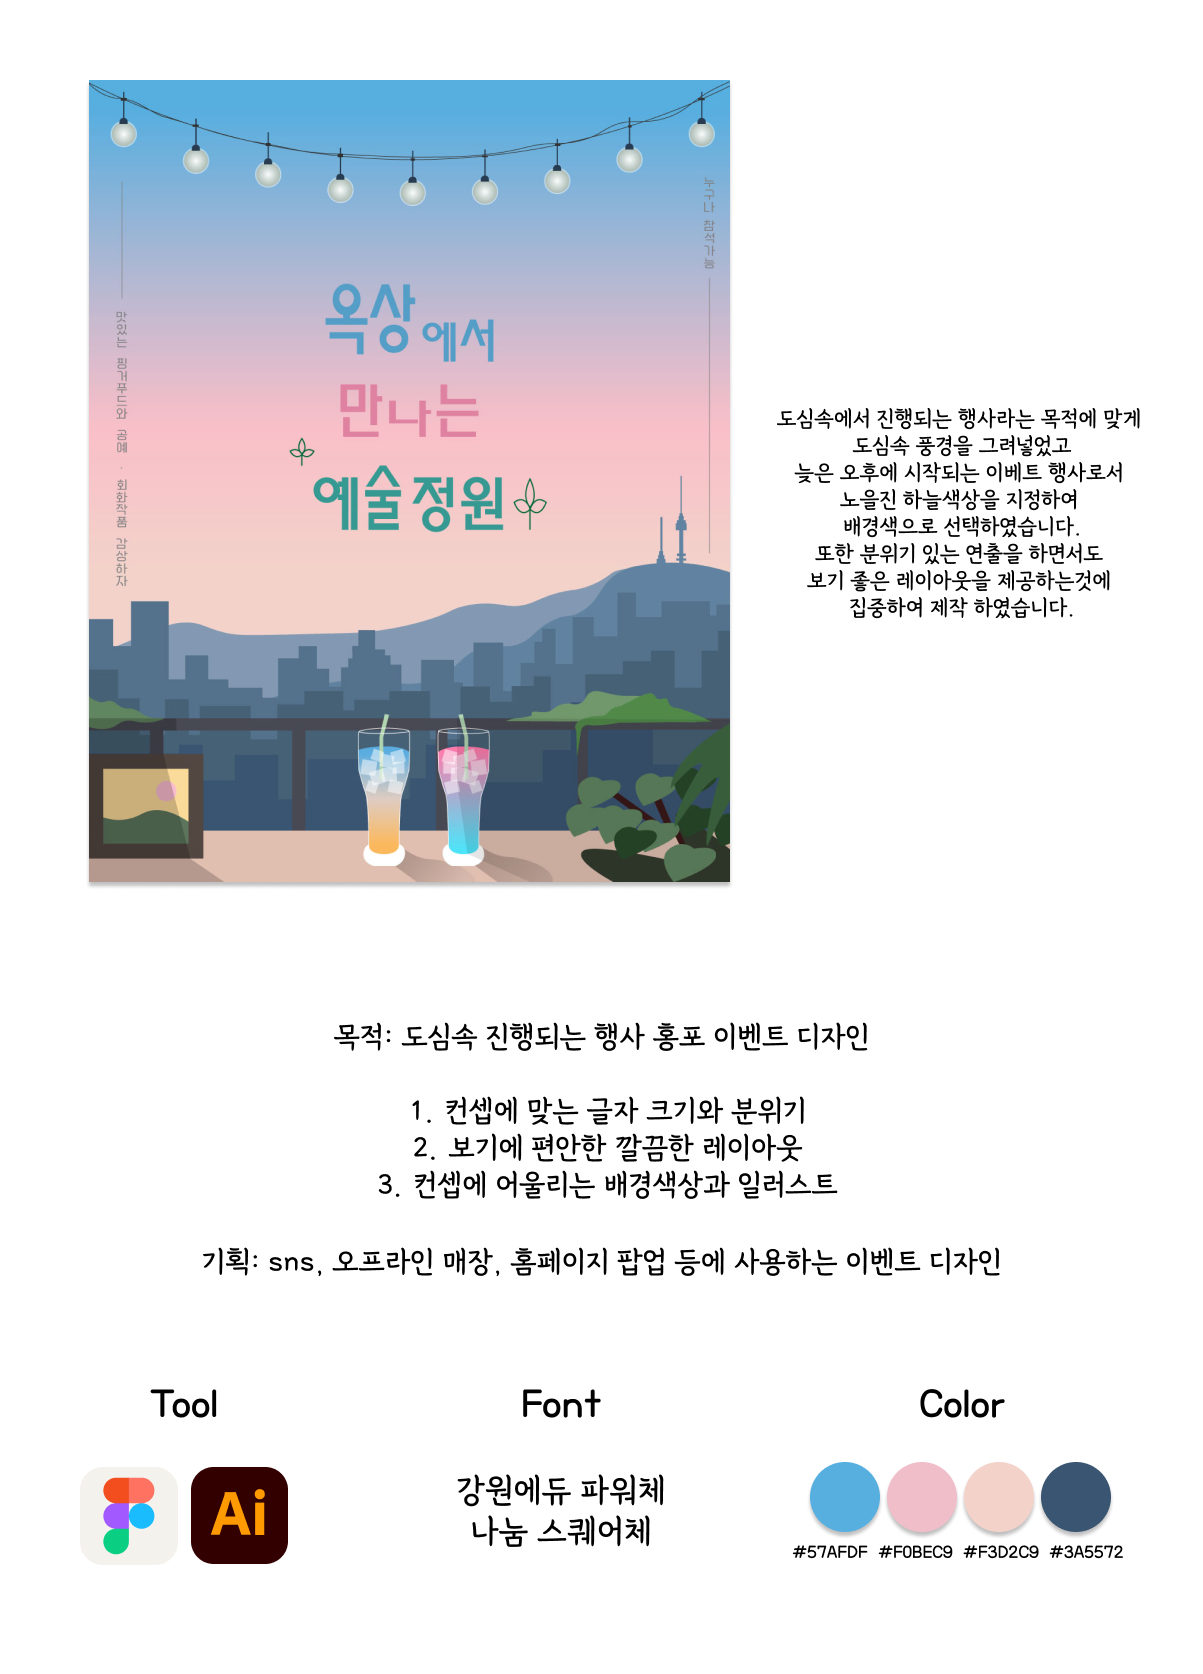 누구나 참석가능
맛있는 핑거푸드와 공예 · 회화작품 감상하자
옥상에서
만나는
예술정원
도심속에서 진행되는 행사라는 목적에 맞게
도심속 풍경을 그려넣었고
늦은 오후에 시작되는 이베트 행사로서
노을진 하늘색상을 지정하여
배경색으로 선택하였습니다.
또한 분위기 있는 연출을 하면서도
보기 좋은 레이아웃을 제공하는것에
집중하여 제작 하였습니다.
목적: 도심속 진행되는 행사 홍포 이벤트 디자인
1. 컨셉에 맞는 글자 크기와 분위기
2. 보기에 편안한 깔끔한 레이아웃
3. 컨셉에 어울리는 배경색상과 일러스트
기획: sns, 오프라인 매장, 홈페이지 팝업 등에 사용하는 이벤트 디자인
Tool
Font
Color
Ai
강원에듀 파워체
나눔 스퀘어체
#57AFDF #F0BEC9 #F3D2C9 #3A5572